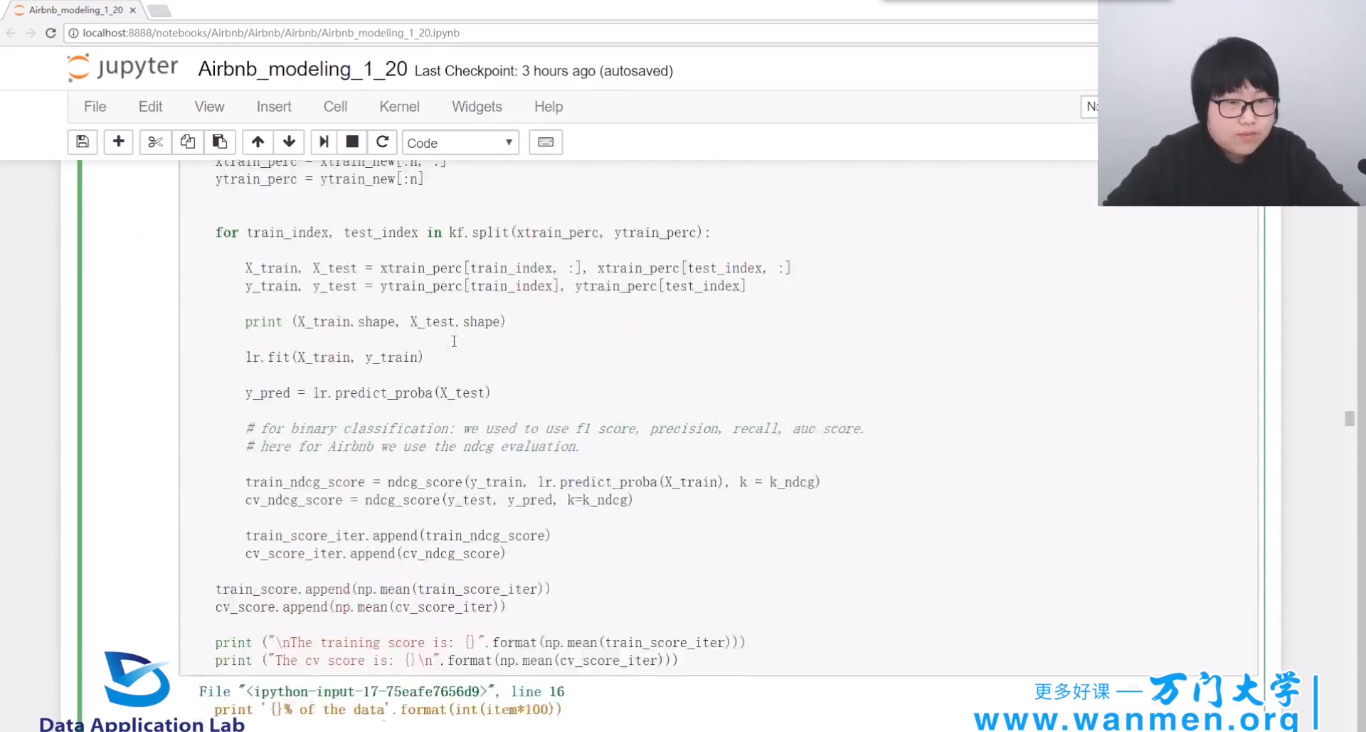 Airbnb_modeling_1_20
localhost:8888/notebooks/Airbnb/Airbnb/Airbnb/Airbnb_modeling_1_20.ipynb
jupyter Airbnb_modeling_1_20 Last Checkpoint: 3 hours ago (autosaved)
File Edit View Insert Cell Kernel Widgets Help
Code
xtrain_perc = xtrain_new[:n, :]
ytrain_perc = ytrain_new[:n]
for train_index, test_index in kf.split(xtrain_perc, ytrain_perc):
X_train, X_test = xtrain_perc[train_index, :], xtrain_perc[test_index, :]
y_train, y_test = ytrain_perc[train_index], ytrain_perc[test_index]
print (X_train.shape, X_test.shape)
lr.fit(X_train, y_train)
y_pred = lr.predict_proba(X_test)
# for binary classification: we used to use f1 score, precision, recall, auc score.
# here for Airbnb we use the ndcg evaluation.
train_ndcg_score = ndcg_score(y_train, lr.predict_proba(X_train), k = k_ndcg)
cv_ndcg_score = ndcg_score(y_test, y_pred, k=k_ndcg)
train_score_iter.append(train_ndcg_score)
cv_score_iter.append(cv_ndcg_score)
train_score.append(np.mean(train_score_iter))
cv_score.append(np.mean(cv_score_iter))
print ("\nThe training score is: {}".format(np.mean(train_score_iter)))
print ("The cv score is: {}\n".format(np.mean(cv_score_iter)))
File "<ipython-input-17-75eafe7656d9>", line 16
print '{}% of the data'.format(int(item*100))
Data Application Lab
更多好课 — 万门大学
www.wanmen.org